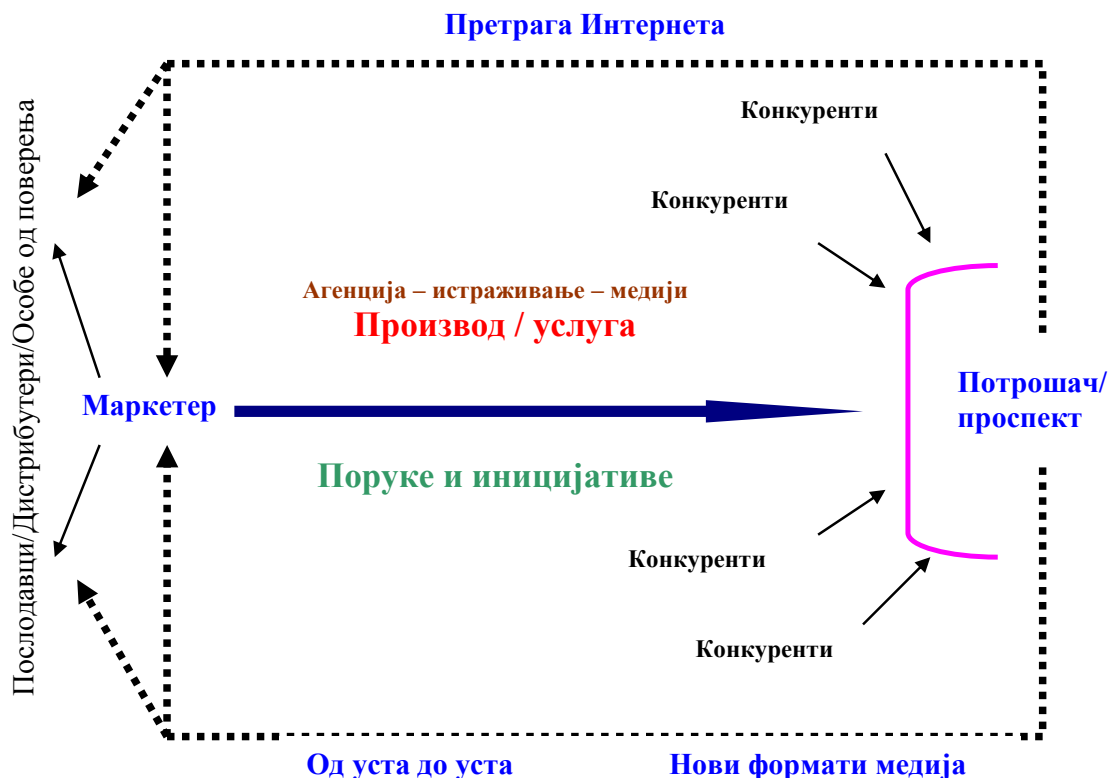 Претрага Интернета
Конкуренти
Конкуренти
Послодавци/Дистрибутери/Особе од поверења
Агенција – истраживање – медији
Производ / услуга
Маркетер
Потрошач/
проспект
Поруке и иницијативе
Конкуренти
Конкуренти
Од уста до уста
Нови формати медија